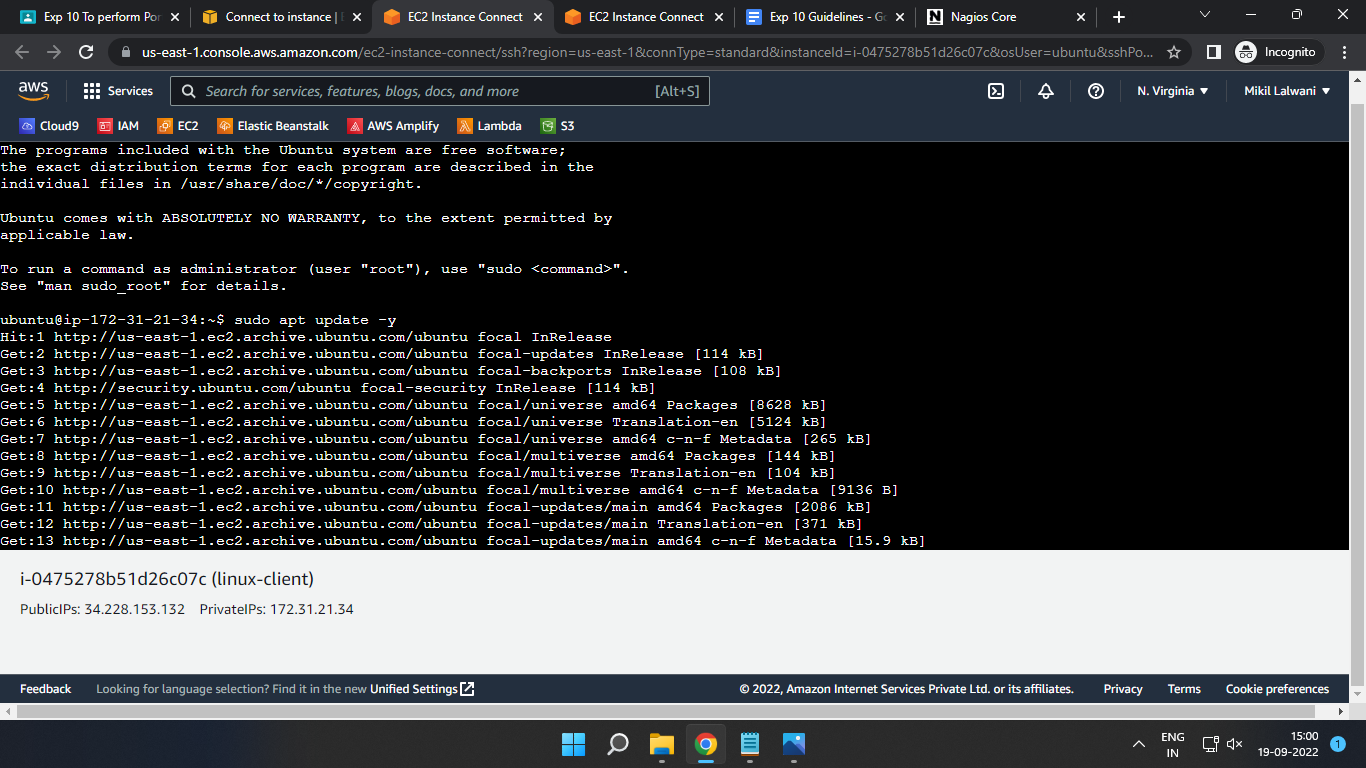 Exp 10 To perform Por
Connect to instance | E
EC2 Instance Connect
EC2 Instance Connect
Exp 10 Guidelines - Go
Nagios Core
us-east-1.console.aws.amazon.com/ec2-instance-connect/ssh?region=us-east-1&connType=standard&instanceId=i-0475278b51d26c07c&osUser=ubuntu&sshPo...
Incognito
aws
Services
Search for services, features, blogs, docs, and more
[Alt+S]
N. Virginia
Mikil Lalwani
Cloud9
IAM
EC2
Elastic Beanstalk
AWS Amplify
Lambda
S3
The programs included with the Ubuntu system are free software;
the exact distribution terms for each program are described in the
individual files in /usr/share/doc/*/copyright.
Ubuntu comes with ABSOLUTELY NO WARRANTY, to the extent permitted by
applicable law.
To run a command as administrator (user "root"), use "sudo <command>".
See "man sudo_root" for details.
ubuntu@ip-172-31-21-34:~$ sudo apt update -y
Hit:1 http://us-east-1.ec2.archive.ubuntu.com/ubuntu focal InRelease
Get:2 http://us-east-1.ec2.archive.ubuntu.com/ubuntu focal-updates InRelease [114 kB]
Get:3 http://us-east-1.ec2.archive.ubuntu.com/ubuntu focal-backports InRelease [108 kB]
Get:4 http://security.ubuntu.com/ubuntu focal-security InRelease [114 kB]
Get:5 http://us-east-1.ec2.archive.ubuntu.com/ubuntu focal/universe amd64 Packages [8628 kB]
Get:6 http://us-east-1.ec2.archive.ubuntu.com/ubuntu focal/universe Translation-en [5124 kB]
Get:7 http://us-east-1.ec2.archive.ubuntu.com/ubuntu focal/universe amd64 c-n-f Metadata [265 kB]
Get:8 http://us-east-1.ec2.archive.ubuntu.com/ubuntu focal/multiverse amd64 Packages [144 kB]
Get:9 http://us-east-1.ec2.archive.ubuntu.com/ubuntu focal/multiverse Translation-en [104 kB]
Get:10 http://us-east-1.ec2.archive.ubuntu.com/ubuntu focal/multiverse amd64 c-n-f Metadata [9136 B]
Get:11 http://us-east-1.ec2.archive.ubuntu.com/ubuntu focal-updates/main amd64 Packages [2086 kB]
Get:12 http://us-east-1.ec2.archive.ubuntu.com/ubuntu focal-updates/main Translation-en [371 kB]
Get:13 http://us-east-1.ec2.archive.ubuntu.com/ubuntu focal-updates/main amd64 c-n-f Metadata [15.9 kB]
i-0475278b51d26c07c (linux-client)
PublicIPs: 34.228.153.132 PrivateIPs: 172.31.21.34
Feedback
Looking for language selection? Find it in the new Unified Settings
© 2022, Amazon Internet Services Private Ltd. or its affiliates.
Privacy
Terms
Cookie preferences
ENG
IN
15:00
19-09-2022
1